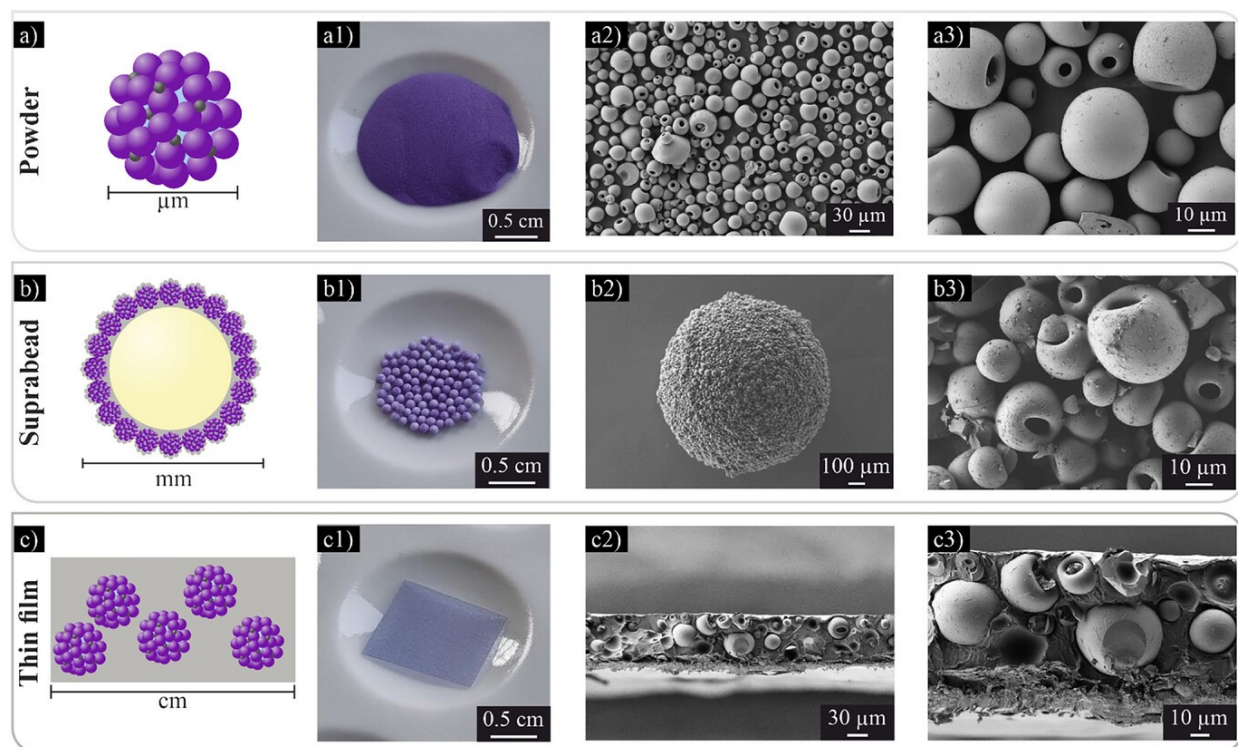 a)
Powder
µm
a1)
0.5 cm
a2)
30 µm
a3)
10 µm
b)
Suprabead
mm
b1)
0.5 cm
b2)
100 µm
b3)
10 µm
c)
Thin film
cm
c1)
0.5 cm
c2)
30 µm
c3)
10 µm